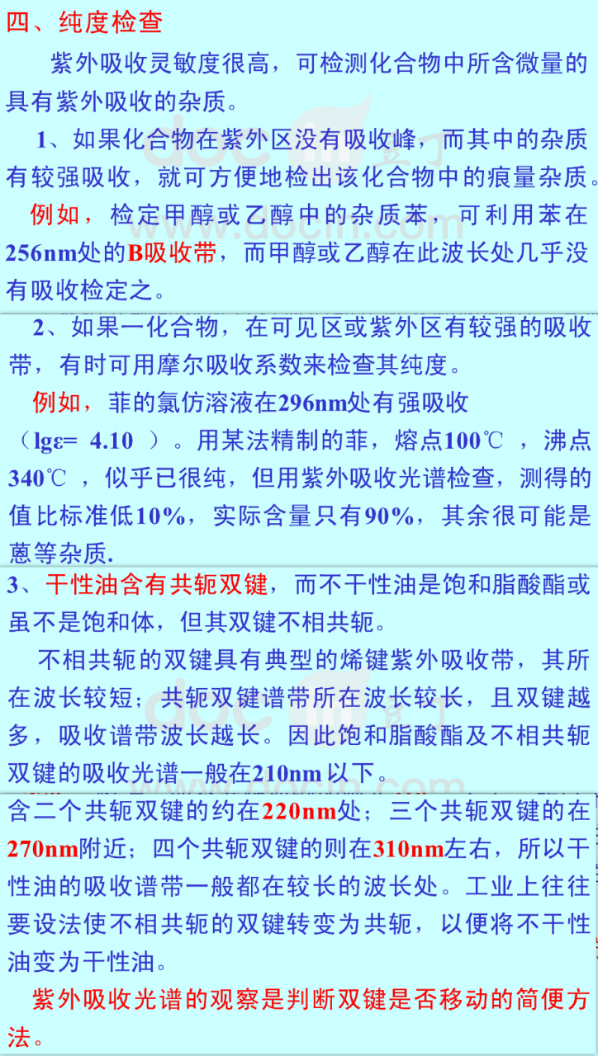 四、纯度检查
紫外吸收灵敏度很高，可检测化合物中所含微量的
具有紫外吸收的杂质。
1、如果化合物在紫外区没有吸收峰，而其中的杂质
有较强吸收，就可方便地检出该化合物中的痕量杂质。
例如，检定甲醇或乙醇中的杂质苯，可利用苯在
256nm处的B吸收带，而甲醇或乙醇在此波长处几乎没
有吸收检定之。
2、如果一化合物，在可见区或紫外区有较强的吸收
带，有时可用摩尔吸收系数来检查其纯度。
例如，菲的氯仿溶液在296nm处有强吸收
（lgε= 4.10 ）。用某法精制的菲，熔点100℃ ，沸点
340℃ ，似乎已很纯，但用紫外吸收光谱检查，测得的
值比标准低10%，实际含量只有90%，其余很可能是
蒽等杂质.
3、干性油含有共轭双键，而不干性油是饱和脂酸酯或
虽不是饱和体，但其双键不相共轭。
不相共轭的双键具有典型的烯键紫外吸收带，其所
在波长较短；共轭双键谱带所在波长较长，且双键越
多，吸收谱带波长越长。因此饱和脂酸酯及不相共轭
双键的吸收光谱一般在210nm以下。
含二个共轭双键的约在220nm处；三个共轭双键的在
270nm附近；四个共轭双键的则在310nm左右，所以干
性油的吸收谱带一般都在较长的波长处。工业上往往
要设法使不相共轭的双键转变为共轭，以便将不干性
油变为干性油。
紫外吸收光谱的观察是判断双键是否移动的简便方
法。